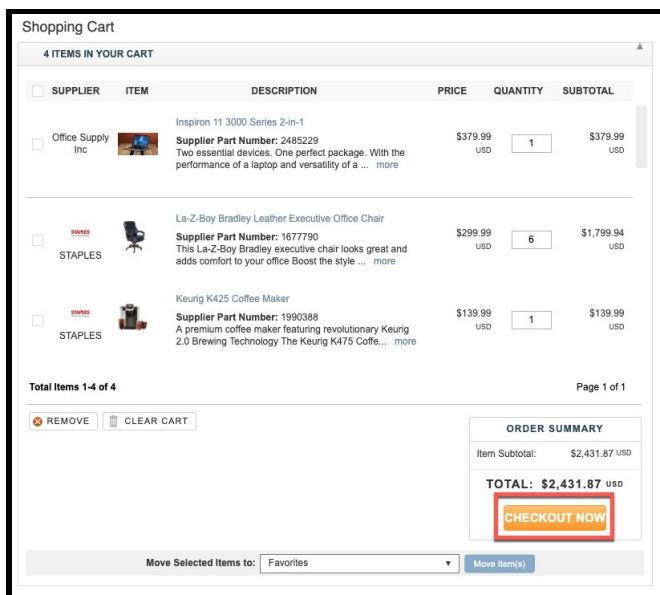 Shopping Cart
4 ITEMS IN YOUR CART
SUPPLIER ITEM DESCRIPTION PRICE QUANTITY SUBTOTAL
Inspiron 11 3000 Series 2-in-1
Office Supply Inc
Supplier Part Number: 2485229
Two essential devices. One perfect package. With the
performance of a laptop and versatility of a ... more
$379.99 USD
1
$379.99 USD
La-Z-Boy Bradley Leather Executive Office Chair
STAPLES
STAPLES
Supplier Part Number: 1677790
This La-Z-Boy Bradley executive chair looks great and
adds comfort to your office Boost the style ... more
$299.99 USD
6
$1,799.94 USD
Keurig K425 Coffee Maker
STAPLES
STAPLES
Supplier Part Number: 1990388
A premium coffee maker featuring revolutionary Keurig
2.0 Brewing Technology The Keurig K475 Coffe... more
$139.99 USD
1
$139.99 USD
Total Items 1-4 of 4 Page 1 of 1
REMOVE CLEAR CART
ORDER SUMMARY
Item Subtotal: $2,431.87 USD
TOTAL: $2,431.87 USD
CHECKOUT NOW
Move Selected Items to: Favorites Move Item(s)